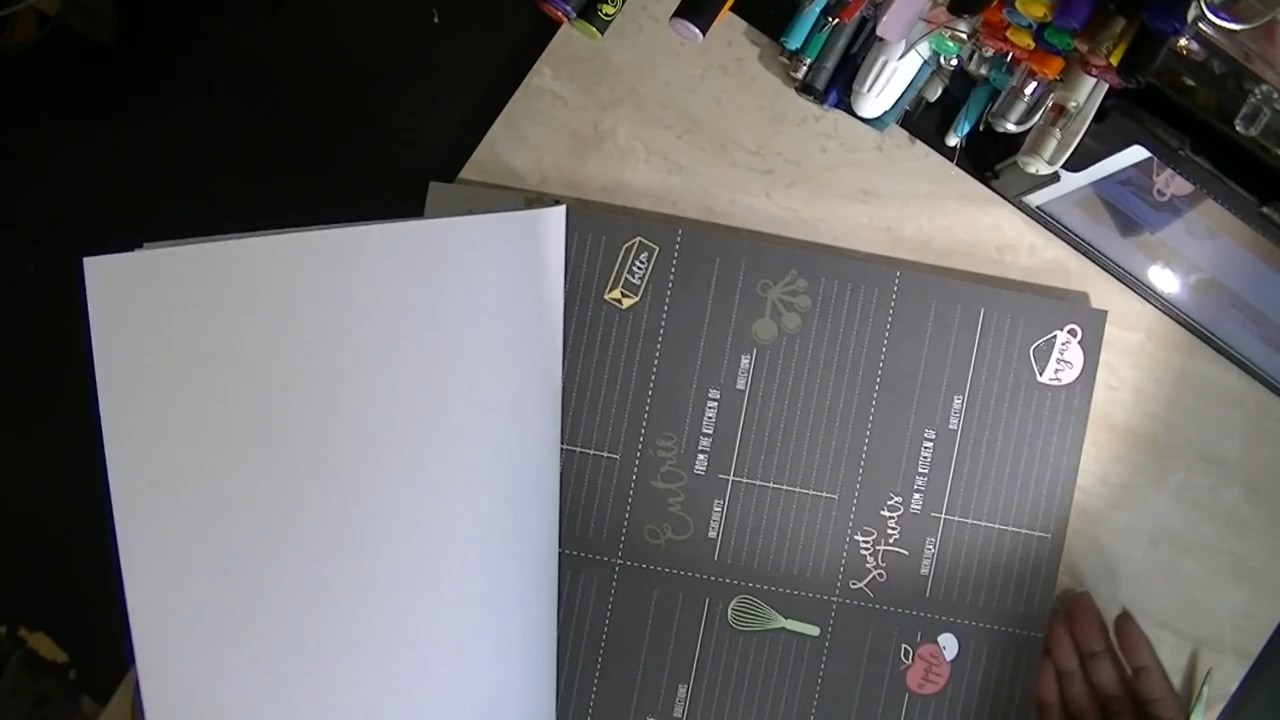 butter
Entrée
FROM THE KITCHEN OF
INGREDIENTS:
DIRECTIONS:
Sweet
Treats
FROM THE KITCHEN OF
INGREDIENTS:
DIRECTIONS:
sugar
DIRECTIONS:
apple